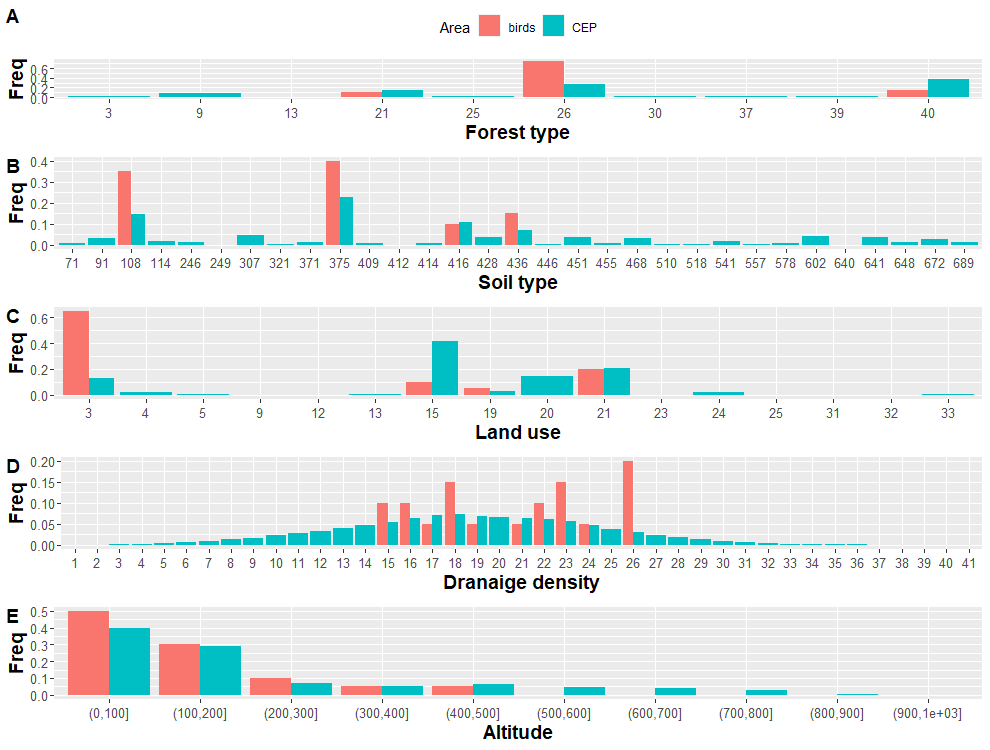 A
Area birds CEP
Freq
0.6
0.4
0.2
0.0
3 9 13 21 25 26 30 37 39 40
Forest type
B
Freq
0.4
0.3
0.2
0.1
0.0
71 91 108 114 246 249 307 321 371 375 409 412 414 416 428 436 446 451 455 468 510 518 541 557 578 602 640 641 648 672 689
Soil type
C
Freq
0.6
0.4
0.2
0.0
3 4 5 9 12 13 15 19 20 21 23 24 25 31 32 33
Land use
D
Freq
0.20
0.15
0.10
0.05
0.00
1 2 3 4 5 6 7 8 9 10 11 12 13 14 15 16 17 18 19 20 21 22 23 24 25 26 27 28 29 30 31 32 33 34 35 36 37 38 39 40 41
Dranaige density
E
Freq
0.5
0.4
0.3
0.2
0.1
0.0
(0,100] (100,200] (200,300] (300,400] (400,500] (500,600] (600,700] (700,800] (800,900] (900,1e+03]
Altitude